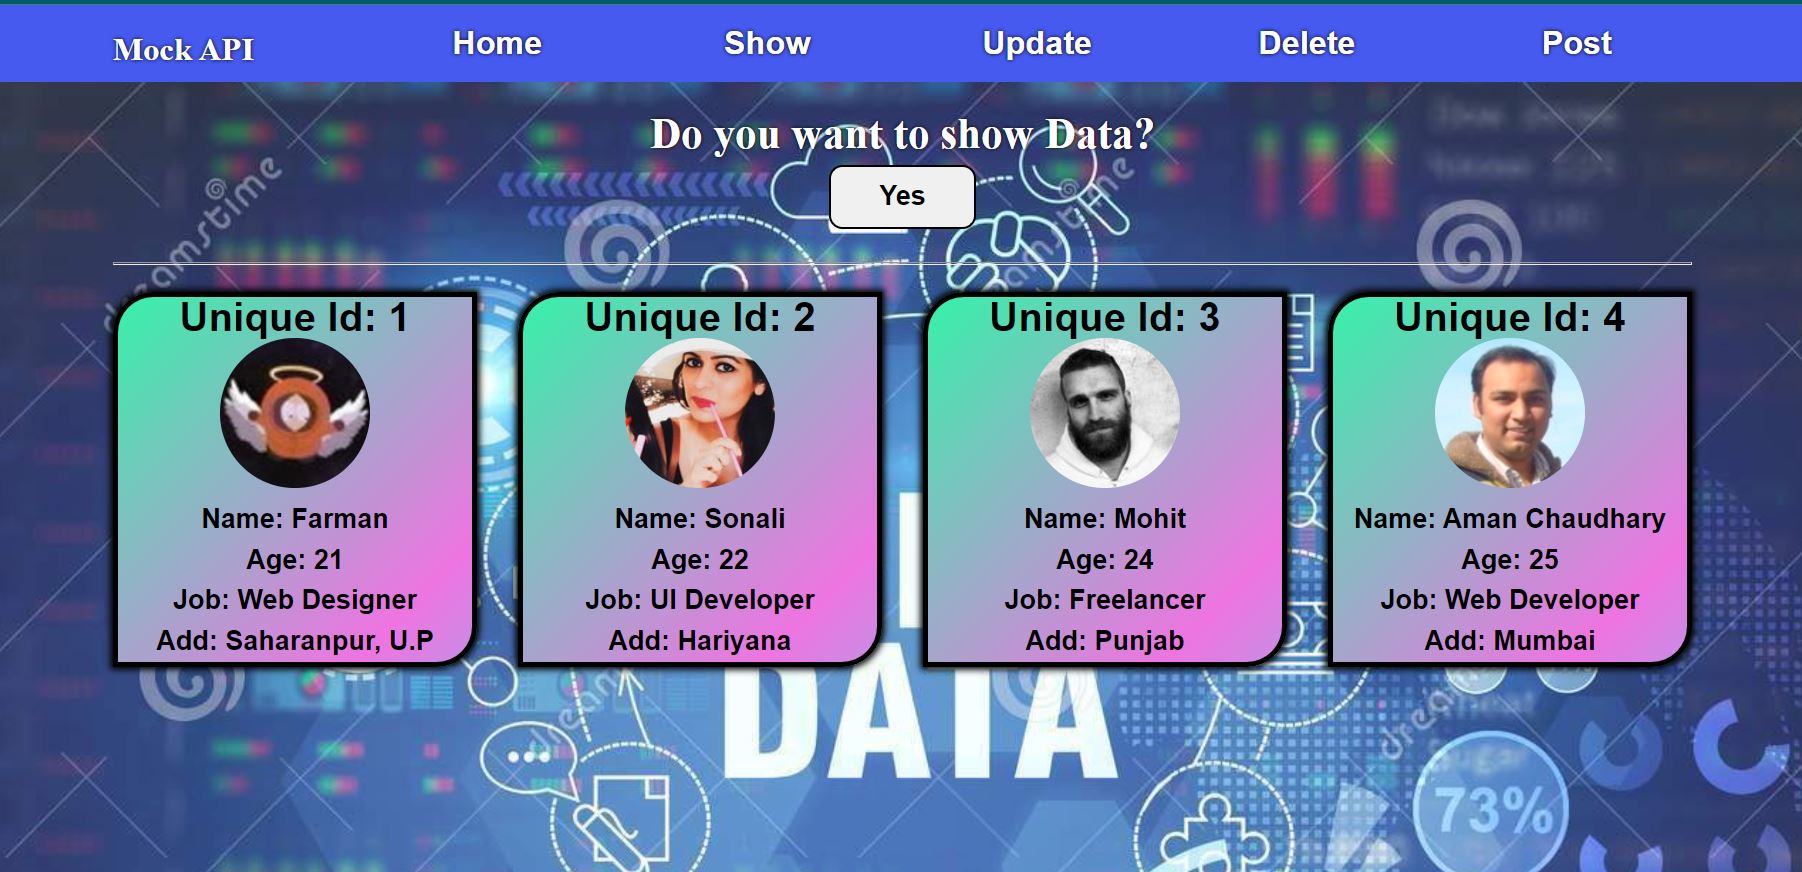 Mock API
Home
Show
Update
Delete
Post
Do you want to show Data?
Yes
Unique Id: 1
Name: Farman
Age: 21
Job: Web Designer
Add: Saharanpur, U.P
Unique Id: 2
Name: Sonali
Age: 22
Job: UI Developer
Add: Hariyana
Unique Id: 3
Name: Mohit
Age: 24
Job: Freelancer
Add: Punjab
Unique Id: 4
Name: Aman Chaudhary
Age: 25
Job: Web Developer
Add: Mumbai
dreamstime
DATA
Sugar
73%